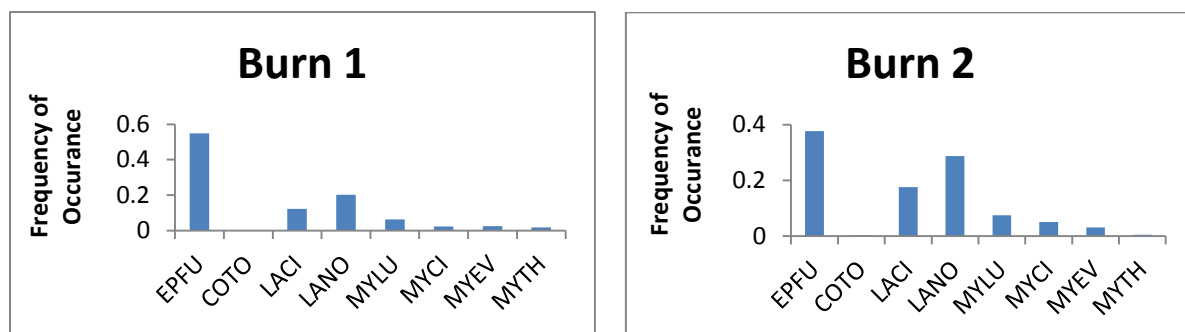 Burn 1
Frequency of
Occurance
0.6
0.4
0.2
0
EPFU
COTO
LACI
LANO
MYLU
MYCI
MYEV
MYTH
Burn 2
Frequency of
Occurance
0.4
0.2
0
EPFU
COTO
LACI
LANO
MYLU
MYCI
MYEV
MYTH